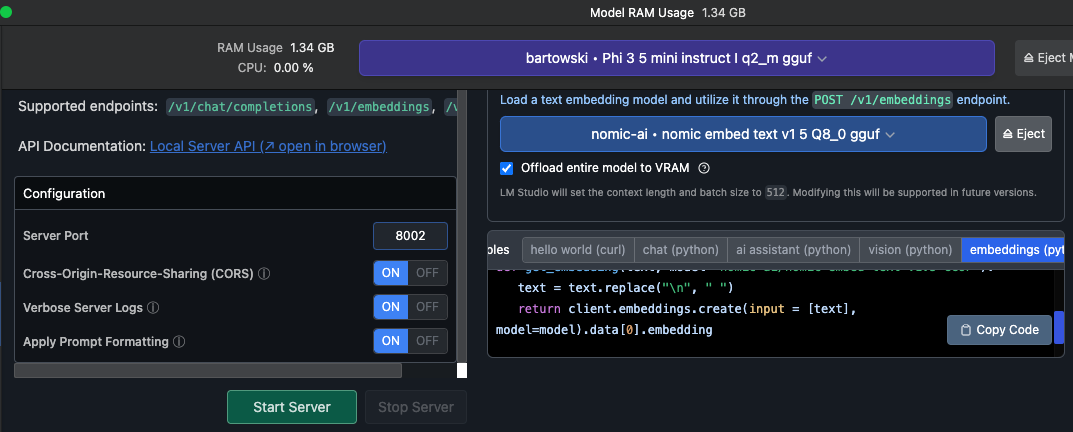 Model RAM Usage 1.34 GB
RAM Usage 1.34 GB
CPU: 0.00 %
bartowski • Phi 3 5 mini instruct I q2_m gguf
Eject
Supported endpoints: /v1/chat/completions, /v1/embeddings,
API Documentation: Local Server API (↗ open in browser)
Configuration
Server Port 8002
Cross-Origin-Resource-Sharing (CORS) ⓘ ON OFF
Verbose Server Logs ⓘ ON OFF
Apply Prompt Formatting ⓘ ON OFF
Start Server Stop Server
Load a text embedding model and utilize it through the POST /v1/embeddings endpoint.
nomic-ai • nomic embed text v1 5 Q8_0 gguf
Eject
Offload entire model to VRAM
LM Studio will set the context length and batch size to 512. Modifying this will be supported in future versions.
ples hello world (curl) chat (python) ai assistant (python) vision (python) embeddings (pyt
text = text.replace("\n", " ")
return client.embeddings.create(input = [text],
model=model).data[0].embedding
Copy Code